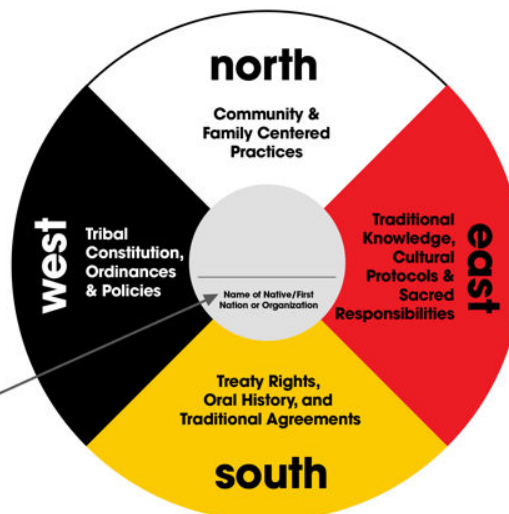 north
Community &
Family Centered
Practices
west
Tribal
Constitution,
Ordinances
& Policies
Name of Native/First
Nation or Organization
Traditional
Knowledge,
Cultural
Protocols &
Sacred
Responsibilities
east
Treaty Rights,
Oral History, and
Traditional Agreements
south